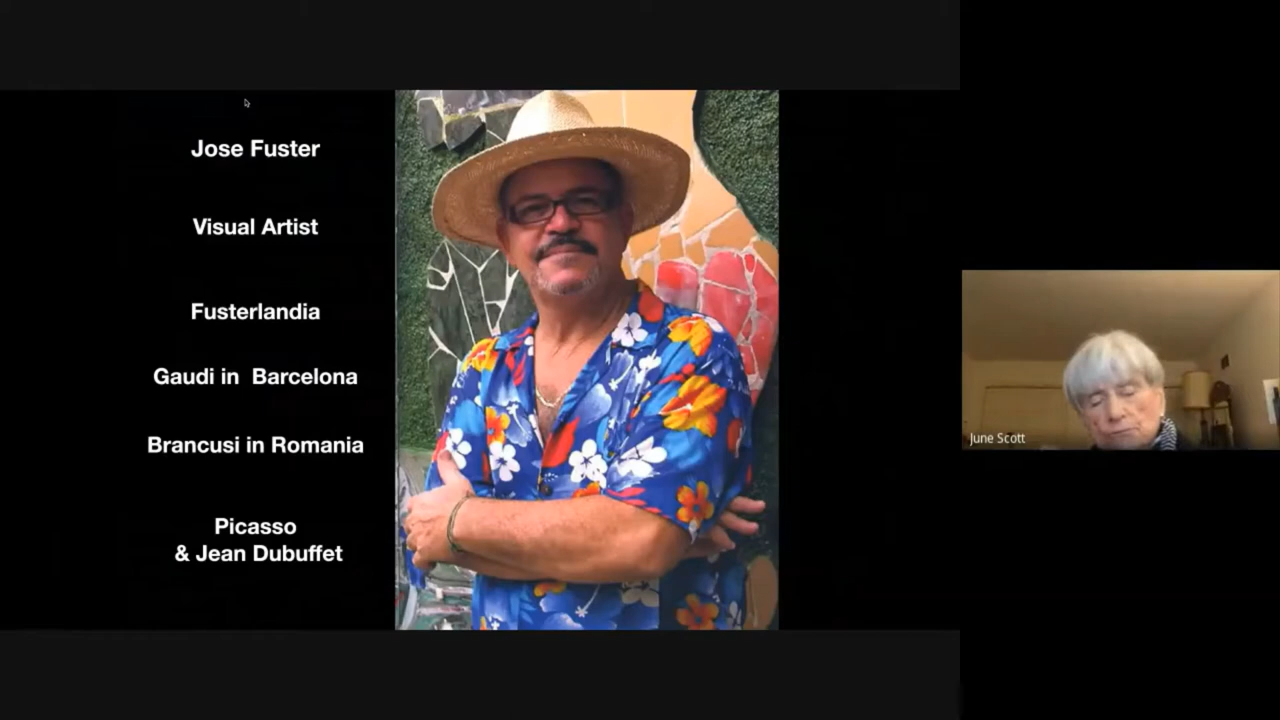 Jose Fuster
Visual Artist
Fusterlandia
Gaudi in Barcelona
Brancusi in Romania
Picasso
& Jean Dubuffet
June Scott